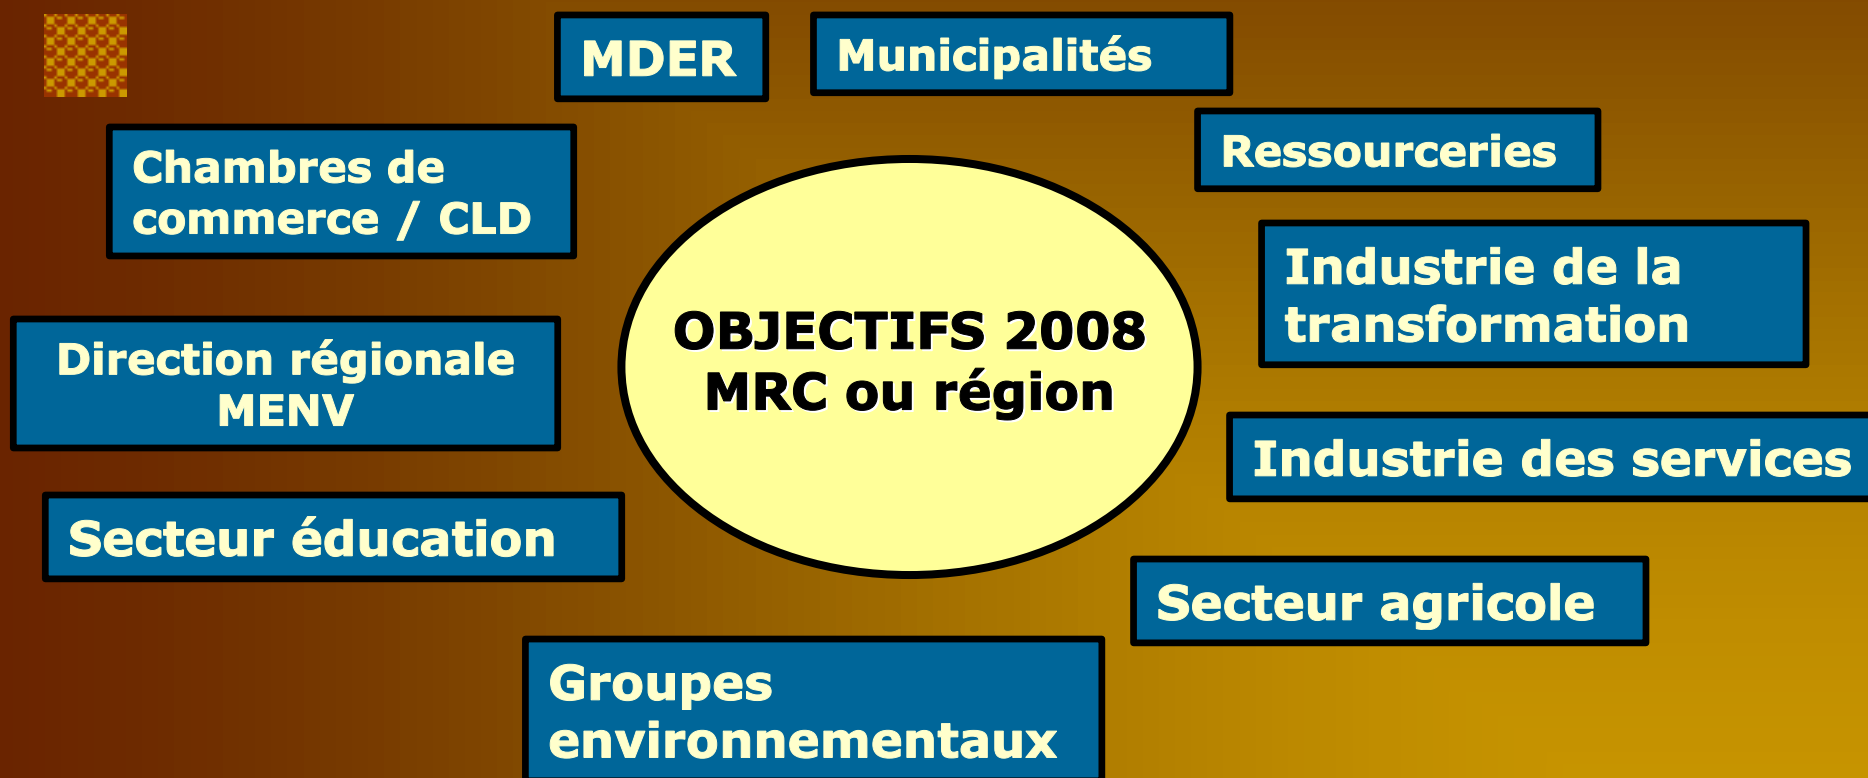 MDER
Municipalités
Ressourceries
Chambres de
commerce / CLD
Industrie de la
transformation
OBJECTIFS 2008
MRC ou région
Direction régionale
MENV
Industrie des services
Secteur éducation
Secteur agricole
Groupes
environnementaux